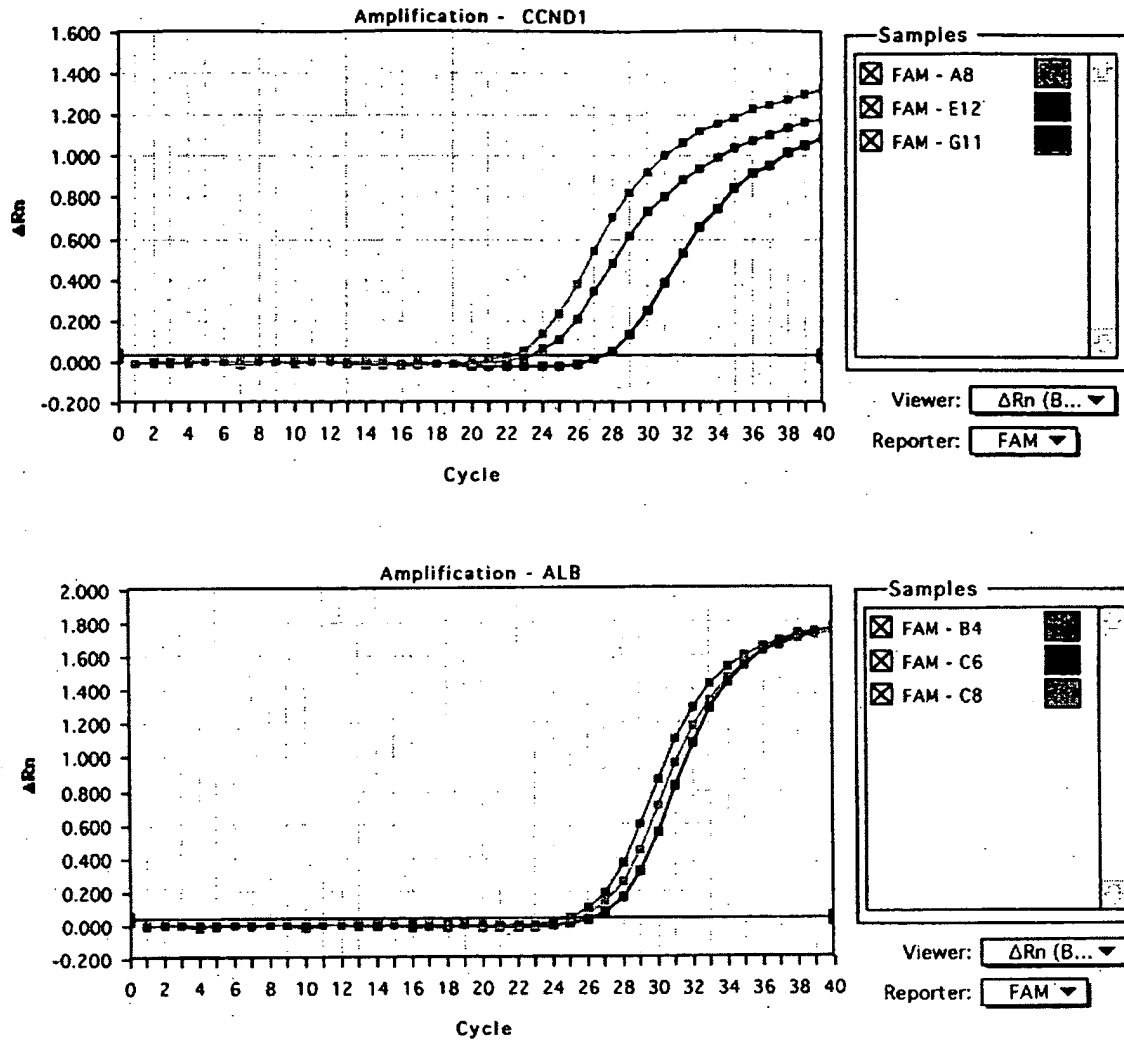 Amplification - CCND1
1.600
1.400
1.200
1.000
0.800
0.600
0.400
0.200
0.000
-0.200
ΔRn
0 2 4 6 8 10 12 14 16 18 20 22 24 26 28 30 32 34 36 38 40
Cycle
Samples
FAM - A8
FAM - E12
FAM - G11
Viewer: ΔRn (B...
Reporter: FAM
Amplification - ALB
2.000
1.800
1.600
1.400
1.200
1.000
0.800
0.600
0.400
0.200
0.000
-0.200
ΔRn
0 2 4 6 8 10 12 14 16 18 20 22 24 26 28 30 32 34 36 38 40
Cycle
Samples
FAM - B4
FAM - C6
FAM - C8
Viewer: ΔRn (B...
Reporter: FAM